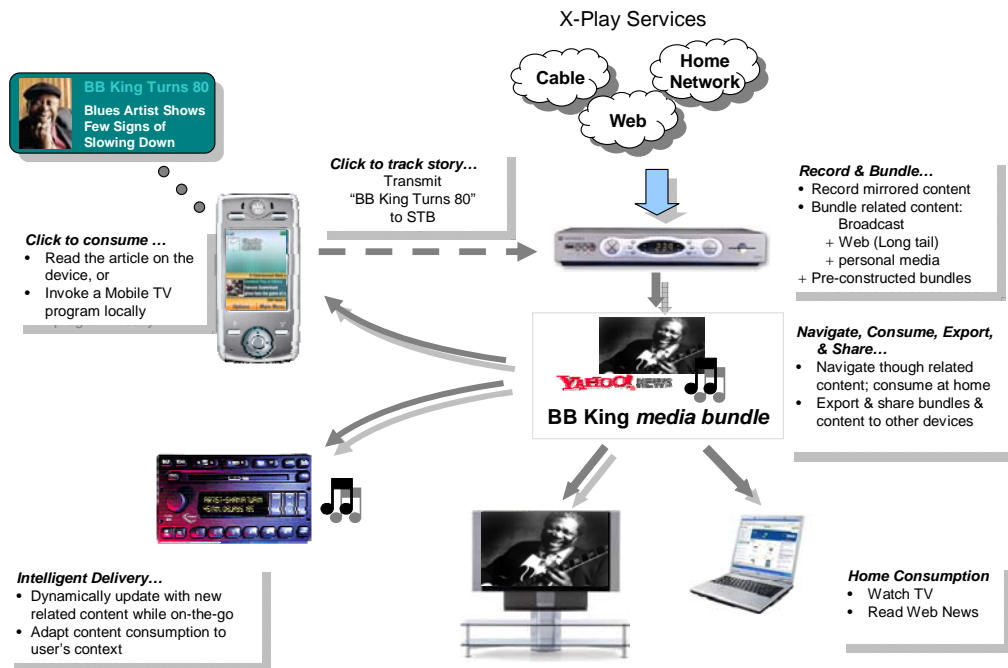 X-Play Services
Cable
Home
Network
Web
BB King Turns 80
Blues Artist Shows
Few Signs of
Slowing Down
Click to track story…
Transmit
“BB King Turns 80”
to STB
Record & Bundle…
• Record mirrored content
• Bundle related content:
Broadcast
+ Web (Long tail)
+ personal media
+ Pre-constructed bundles
Click to consume …
• Read the article on the
device, or
• Invoke a Mobile TV
program locally
Options Main Menu
Navigate, Consume, Export,
& Share…
• Navigate though related
content; consume at home
• Export & share bundles &
content to other devices
YAHOO! NEWS
BB King media bundle
Intelligent Delivery…
• Dynamically update with new
related content while on-the-go
• Adapt content consumption to
user’s context
Home Consumption
• Watch TV
• Read Web News